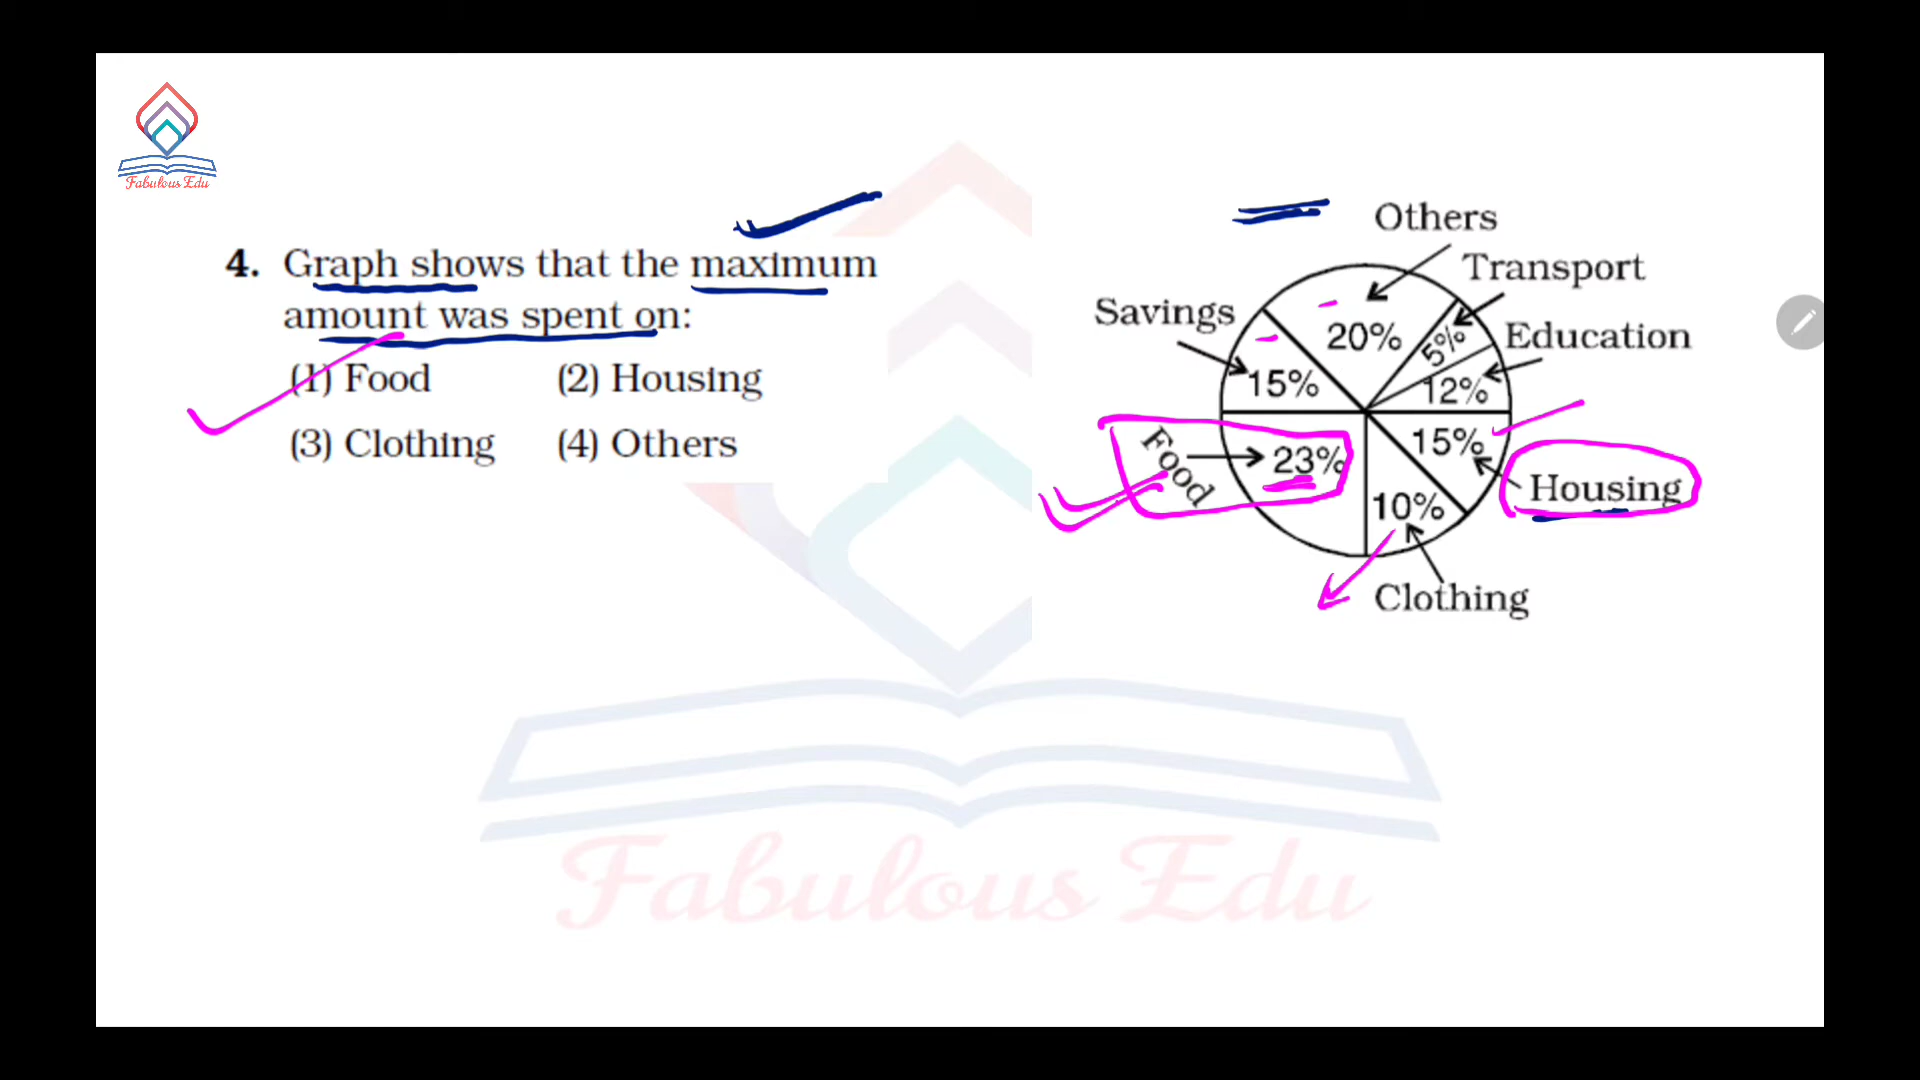 Fabulous Edu
4. Graph shows that the maximum
amount was spent on:
(1) Food (2) Housing
(3) Clothing (4) Others
Others
Transport
Savings
Education
20%
5%
15%
12%
Food
23%
15%
Housing
10%
Clothing
Fabulous Edu